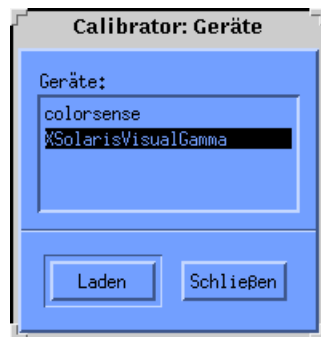 Calibrator: Geräte
Geräte:
colorsense
XSolarisVisualGamma
Laden
Schließen